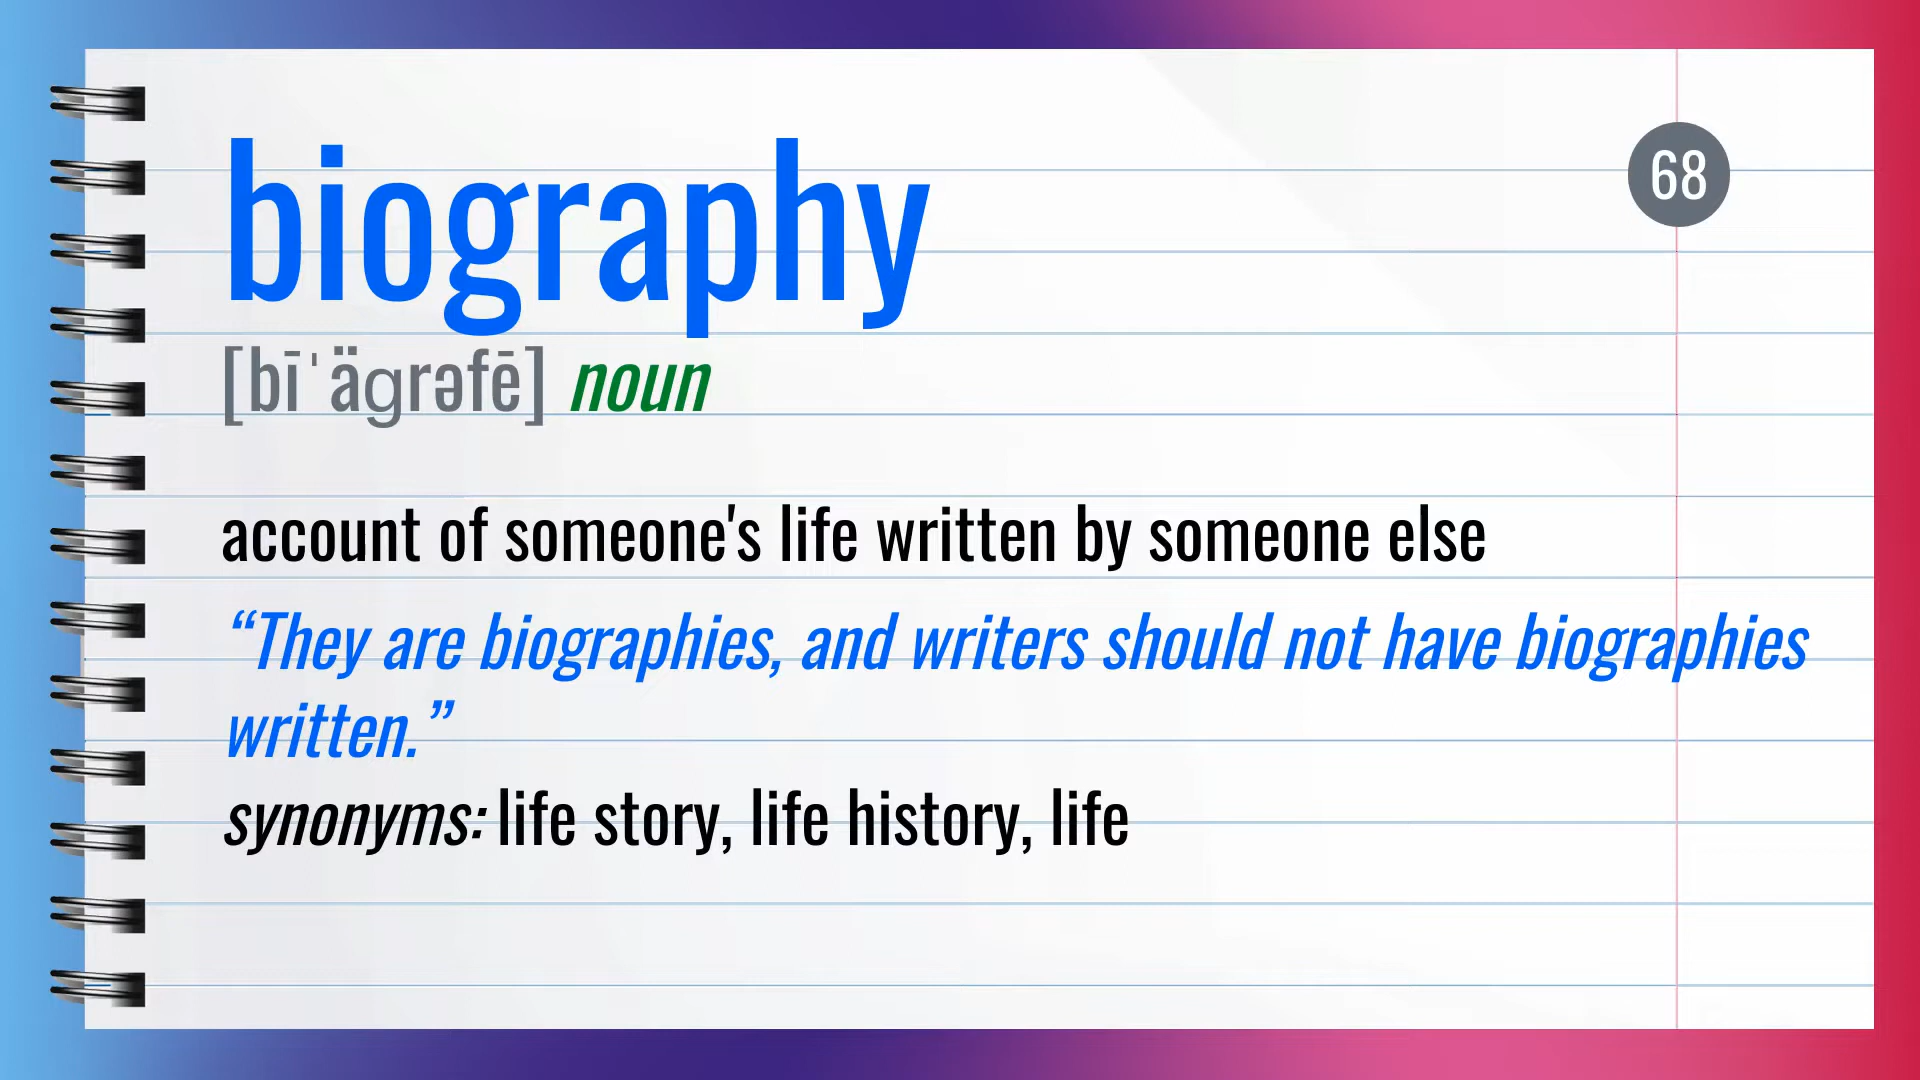 biography
68
[bīˈäɡrəfē] noun
account of someone's life written by someone else
“They are biographies, and writers should not have biographies
written.”
synonyms: life story, life history, life